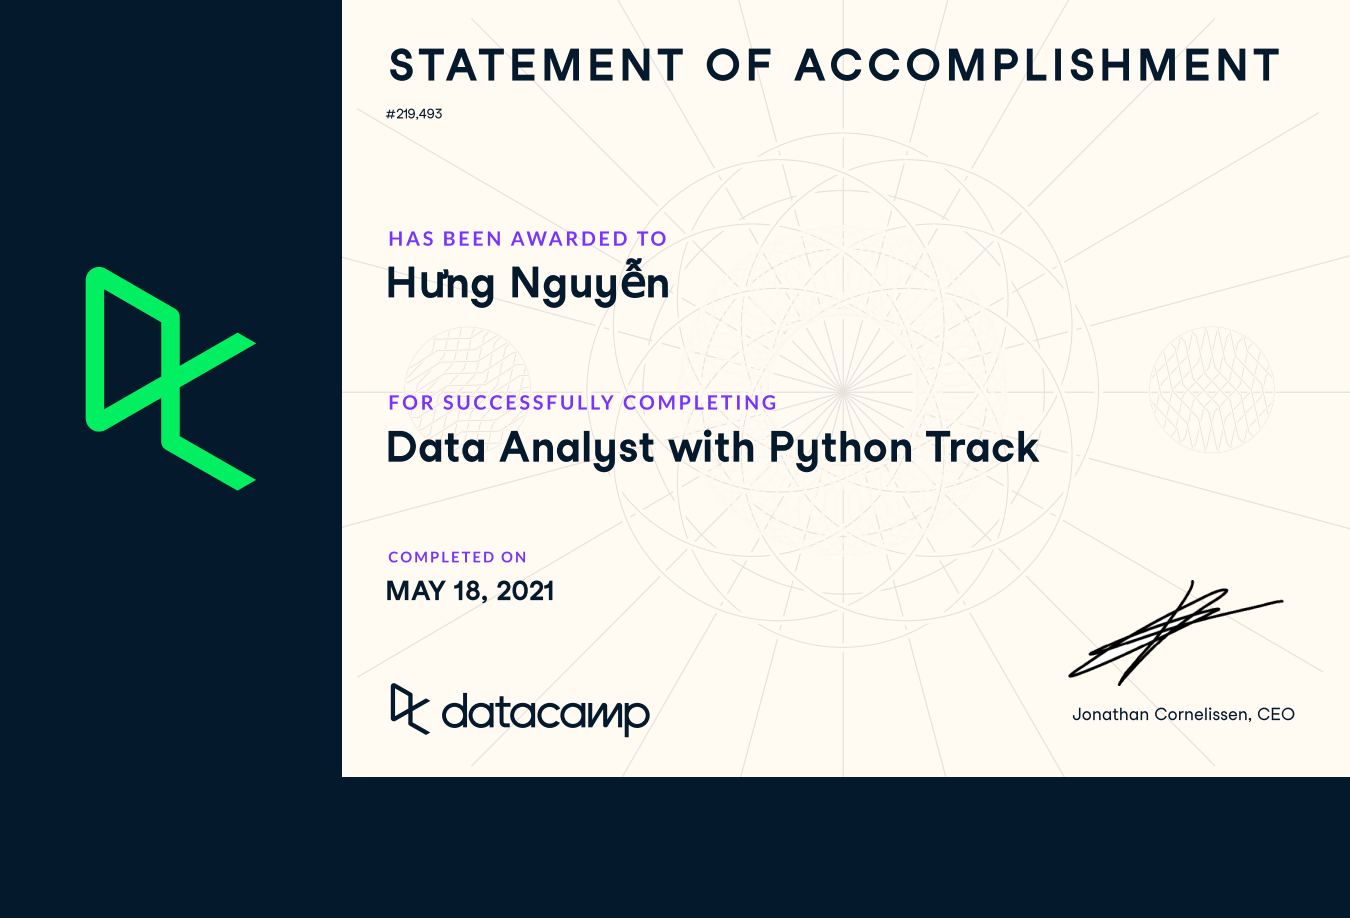 STATEMENT OF ACCOMPLISHMENT
#219,493
HAS BEEN AWARDED TO
Hưng Nguyễn
FOR SUCCESSFULLY COMPLETING
Data Analyst with Python Track
COMPLETED ON
MAY 18, 2021
datacamp
Jonathan Cornelissen, CEO